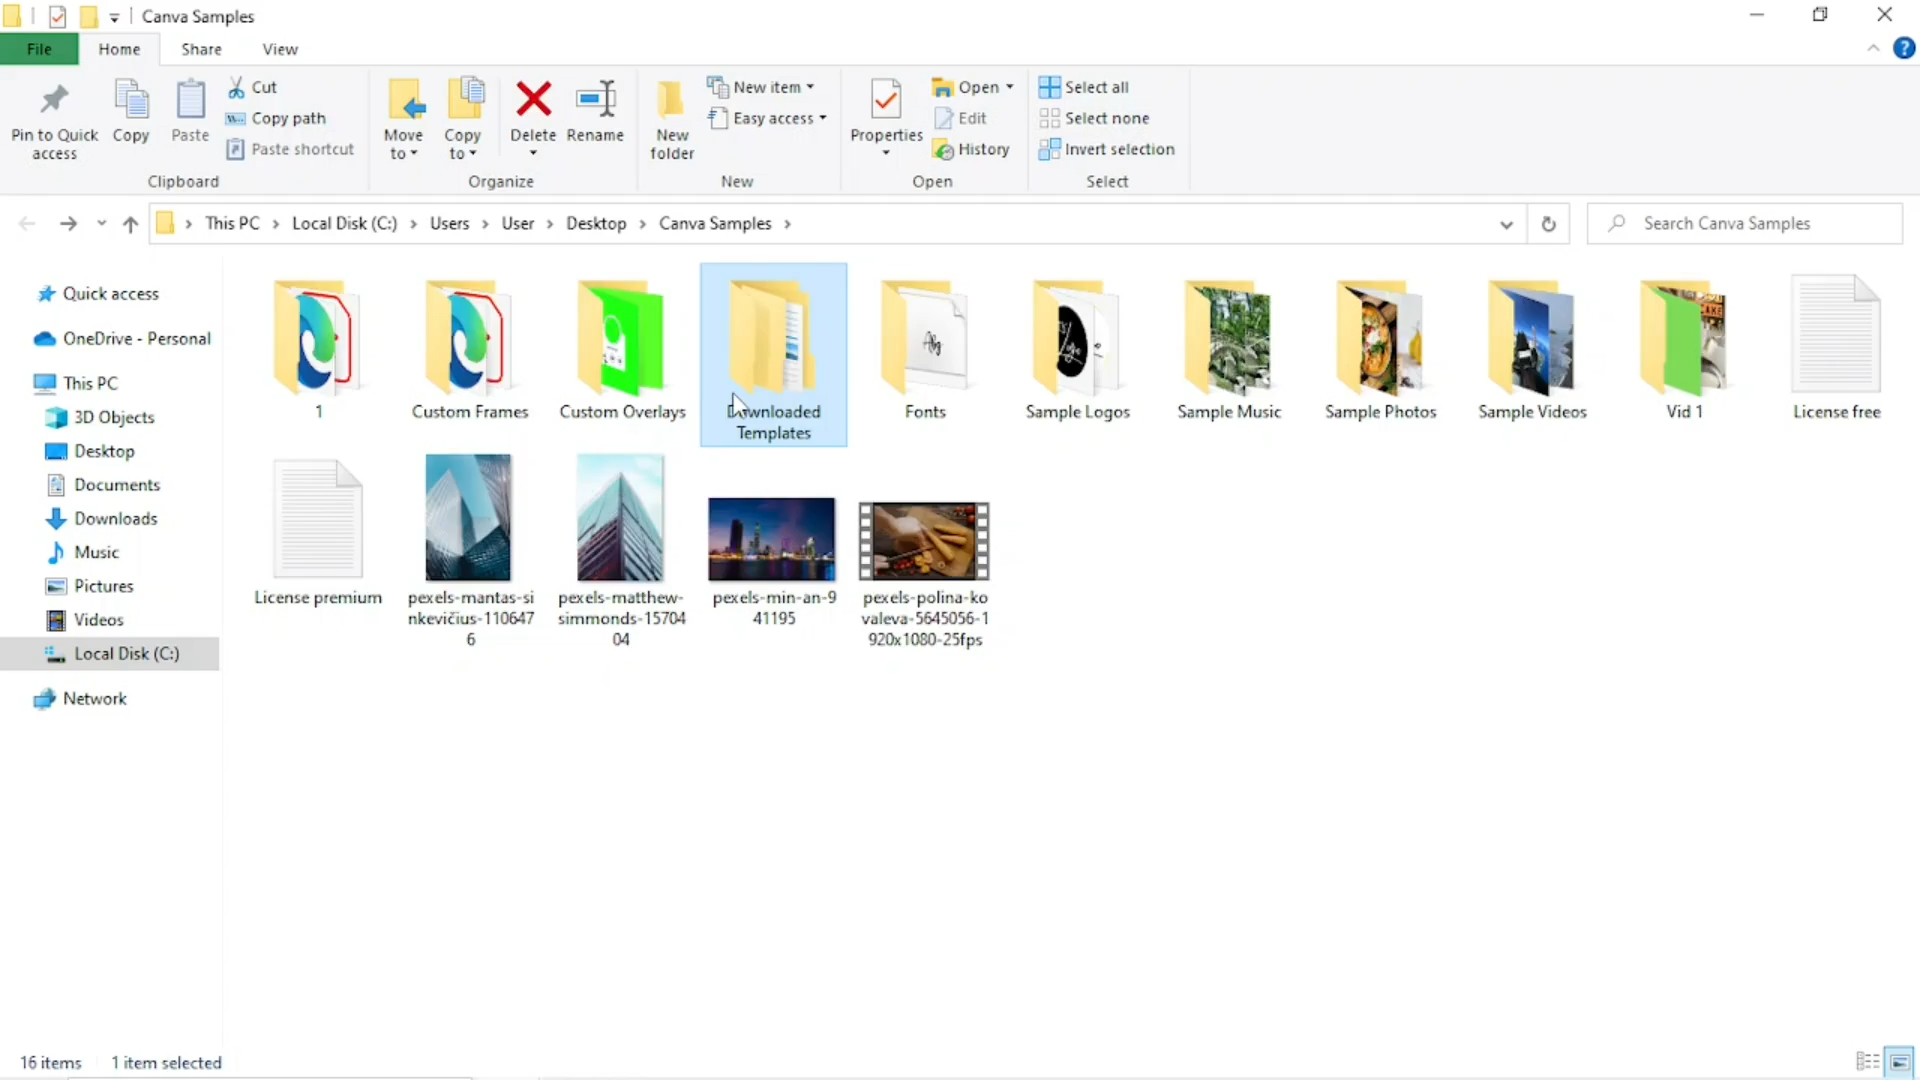 Canva Samples
File
Home
Share
View
Pin to Quick
access
Copy
Paste
Cut
Copy path
Paste shortcut
Clipboard
Move
to
Copy
to
Delete
Rename
Organize
New
folder
New item
Easy access
New
Properties
Open
Edit
History
Open
Select all
Select none
Invert selection
Select
This PC
Local Disk (C:)
Users
User
Desktop
Canva Samples
Search Canva Samples
Quick access
OneDrive - Personal
This PC
3D Objects
Desktop
Documents
Downloads
Music
Pictures
Videos
Local Disk (C:)
Network
1
Custom Frames
Custom Overlays
Downloaded
Templates
Fonts
Sample Logos
Sample Music
Sample Photos
Sample Videos
Vid 1
License free
License premium
pexels-mantas-si
nkevičius-110647
6
pexels-matthew-
simmonds-15704
04
pexels-min-an-9
41195
pexels-polina-ko
valeva-5645056-1
920x1080-25fps
16 items
1 item selected